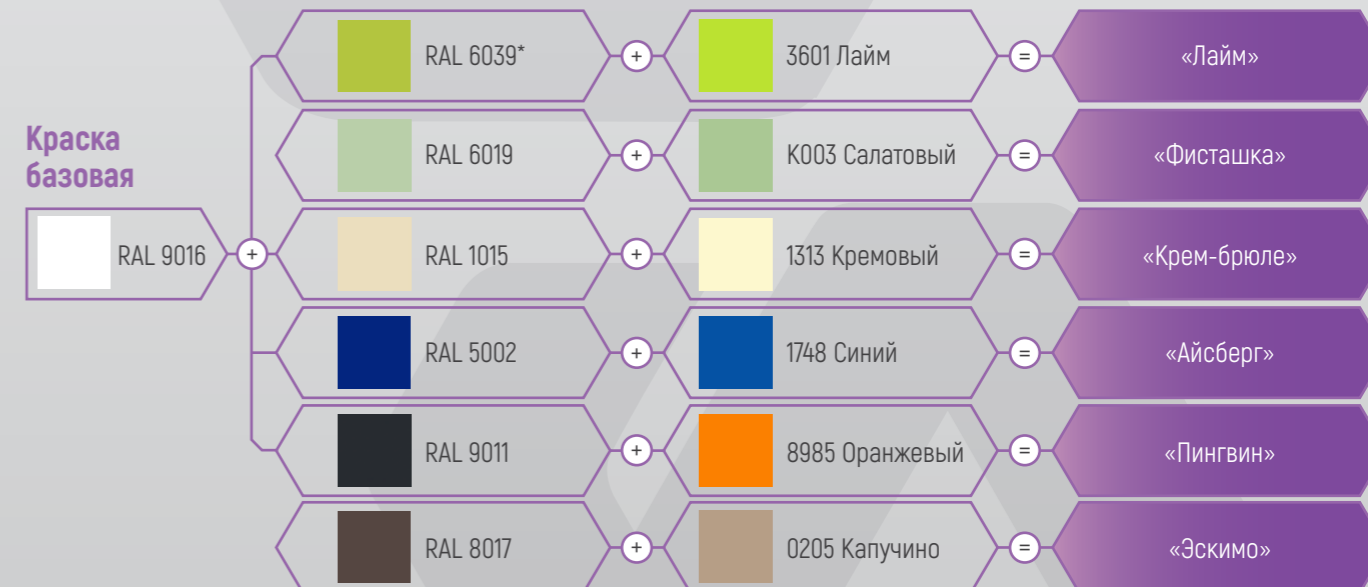 RAL 6039* + 3601 Лайм = «Лайм»
RAL 6019 + К003 Салатовый = «Фисташка»
Краска
базовая
RAL 9016 + RAL 1015 + 1313 Кремовый = «Крем-брюле»
RAL 5002 + 1748 Синий = «Айсберг»
RAL 9011 + 8985 Оранжевый = «Пингвин»
RAL 8017 + 0205 Капучино = «Эскимо»